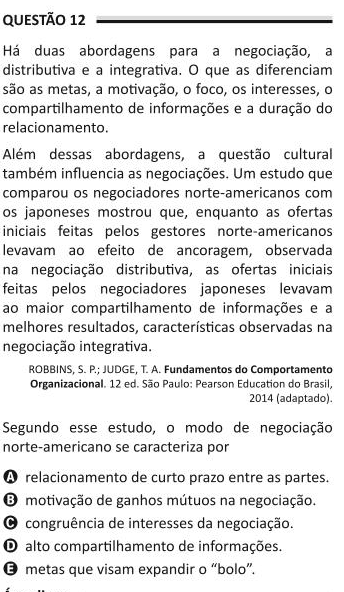 QUESTÃO 12
Há duas abordagens para a negociação, a
distributiva e a integrativa. O que as diferenciam
são as metas, a motivação, o foco, os interesses, o
compartilhamento de informações e a duração do
relacionamento.
Além dessas abordagens, a questão cultural
também influencia as negociações. Um estudo que
comparou os negociadores norte-americanos com
os japoneses mostrou que, enquanto as ofertas
iniciais feitas pelos gestores norte-americanos
levavam ao efeito de ancoragem, observada
na negociação distributiva, as ofertas iniciais
feitas pelos negociadores japoneses levavam
ao maior compartilhamento de informações e a
melhores resultados, características observadas na
negociação integrativa.
ROBBINS, S. P.; JUDGE, T. A. Fundamentos do Comportamento
Organizacional. 12 ed. São Paulo: Pearson Education do Brasil,
2014 (adaptado).
Segundo esse estudo, o modo de negociação
norte-americano se caracteriza por
A relacionamento de curto prazo entre as partes.
B motivação de ganhos mútuos na negociação.
C congruência de interesses da negociação.
D alto compartilhamento de informações.
E metas que visam expandir o “bolo”.